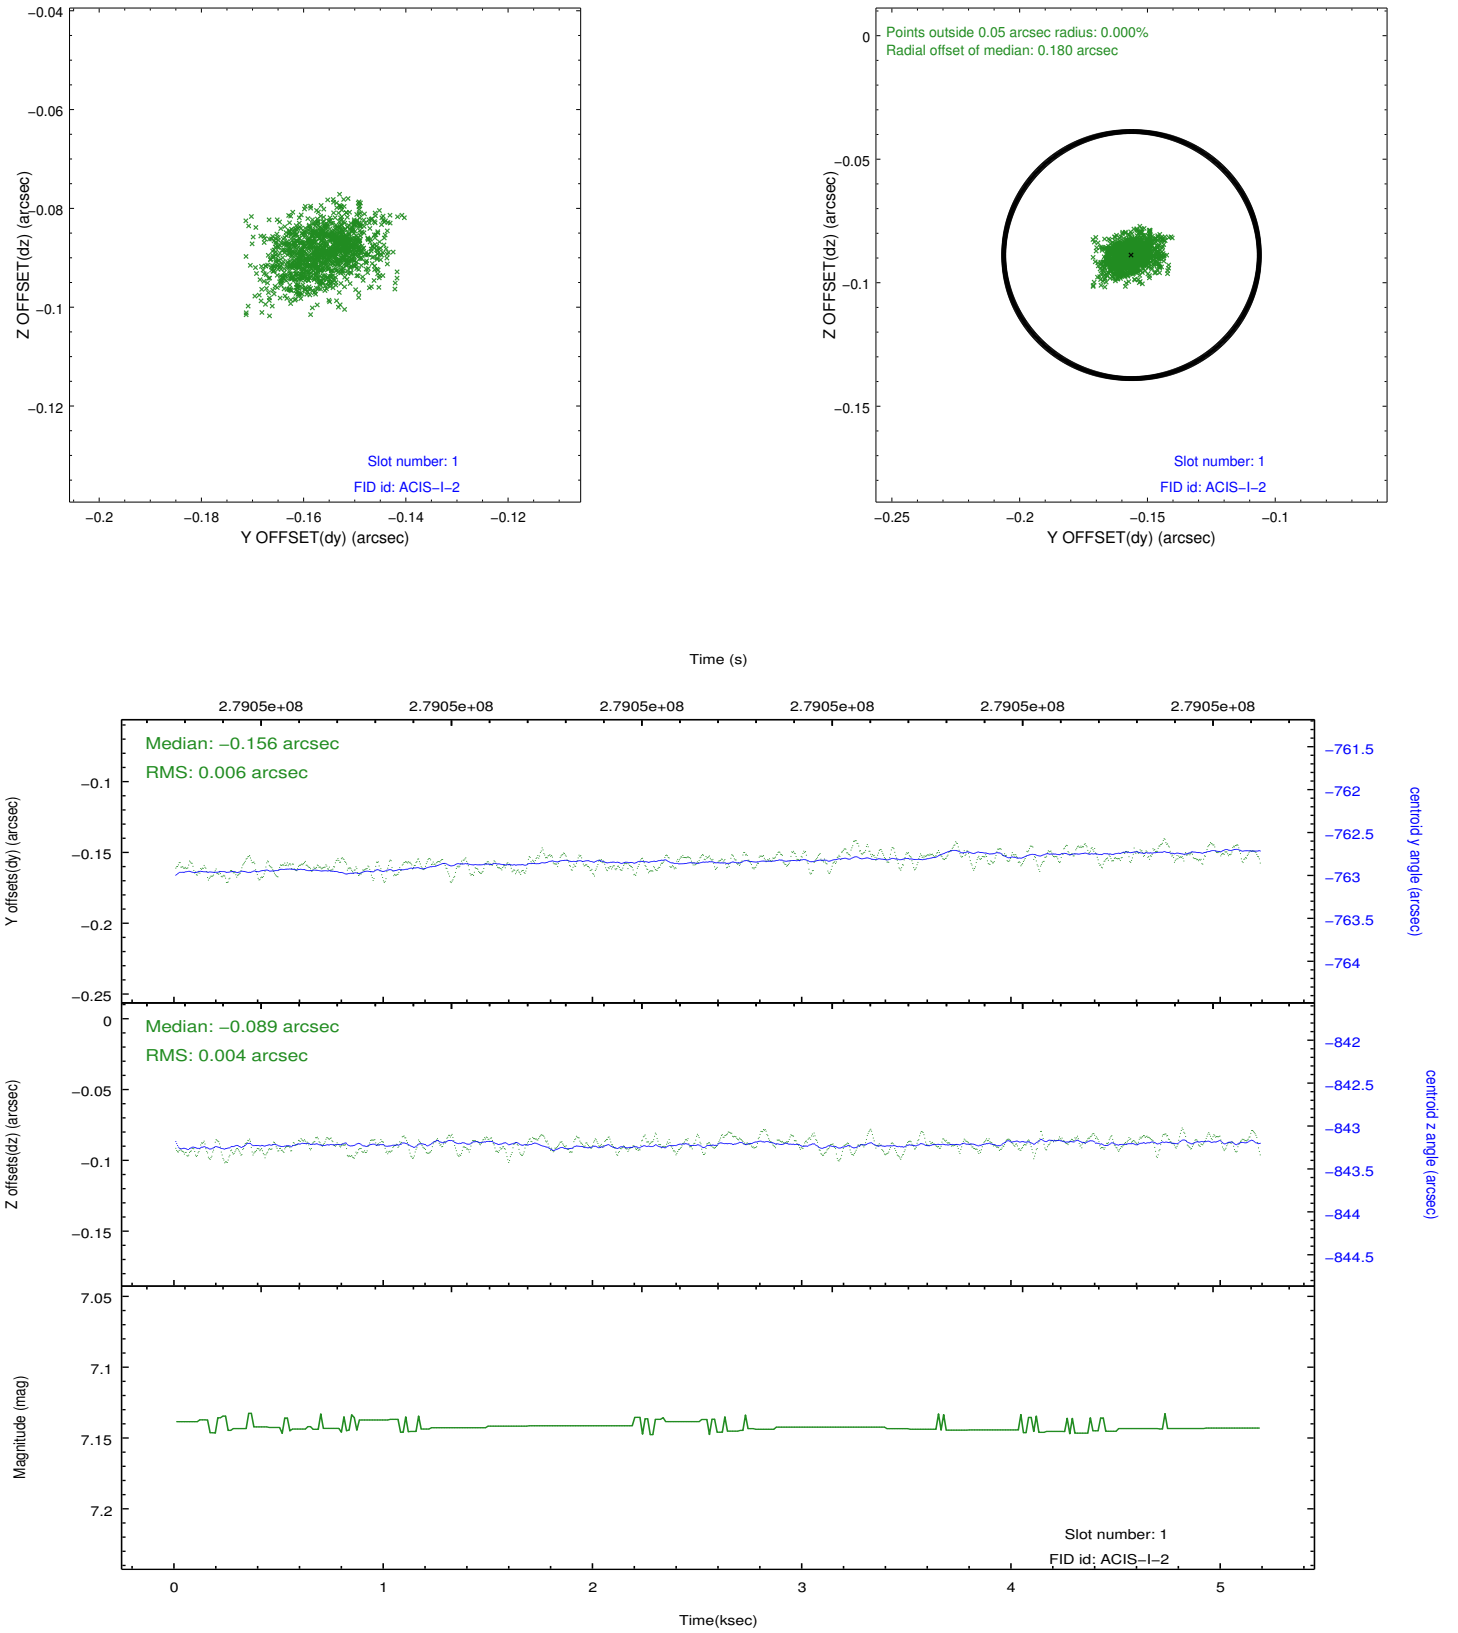 −0.04
−0.06
−0.08
−0.1
−0.12
Z OFFSET(dz) (arcsec)
Slot number: 1
FID id: ACIS−I−2
−0.2 −0.18 −0.16 −0.14 −0.12
Y OFFSET(dy) (arcsec)
Points outside 0.05 arcsec radius: 0.000%
Radial offset of median: 0.180 arcsec
0
−0.05
−0.1
−0.15
Z OFFSET(dz) (arcsec)
Slot number: 1
FID id: ACIS−I−2
−0.25 −0.2 −0.15 −0.1
Y OFFSET(dy) (arcsec)
Time (s)
2.7905e+08 2.7905e+08 2.7905e+08 2.7905e+08 2.7905e+08 2.7905e+08
Median: −0.156 arcsec
RMS: 0.006 arcsec
−0.1
−0.15
−0.2
−0.25
Y offsets(dy) (arcsec)
−761.5
−762
−762.5
−763
−763.5
−764
centroid y angle (arcsec)
Median: −0.089 arcsec
RMS: 0.004 arcsec
0
−0.05
−0.1
−0.15
Z offsets(dz) (arcsec)
−842
−842.5
−843
−843.5
−844
−844.5
centroid z angle (arcsec)
7.05
7.1
7.15
7.2
Magnitude (mag)
Slot number: 1
FID id: ACIS−I−2
0 1 2 3 4 5
Time(ksec)